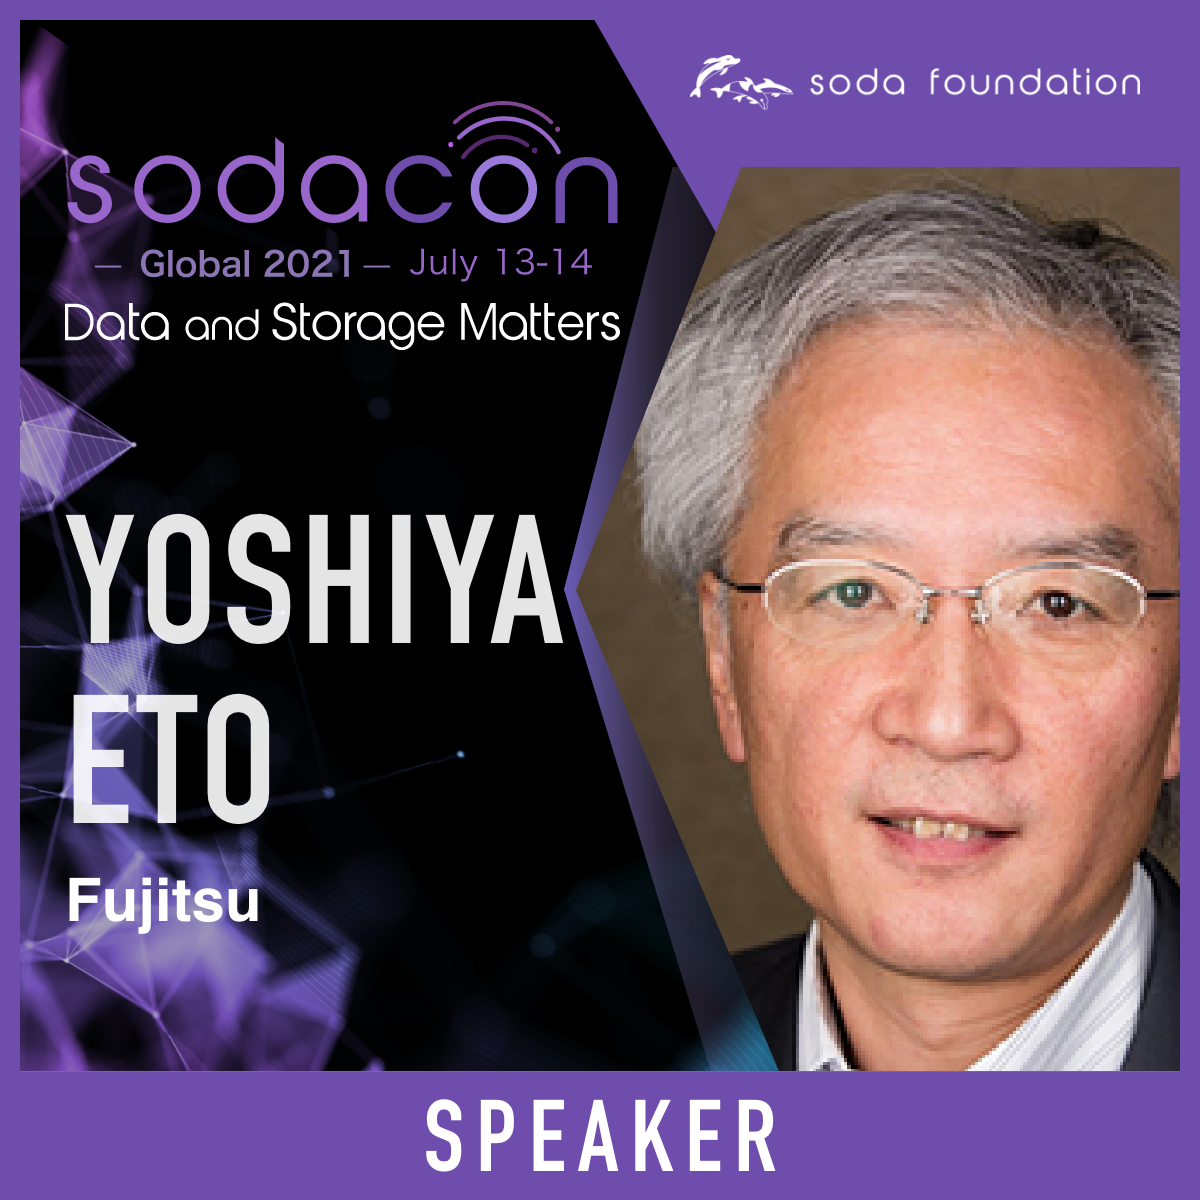 soda foundation
sodacon
— Global 2021 — July 13-14
Data and Storage Matters
YOSHIYA
ETO
Fujitsu
SPEAKER